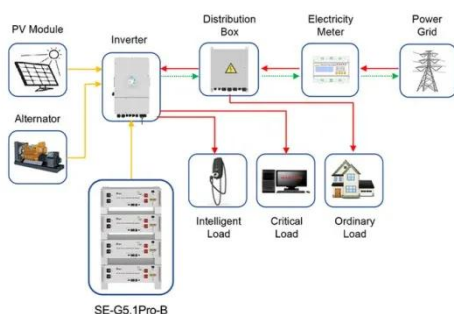 PV Module
Inverter
Distribution
Box
Electricity
Meter
Power
Grid
Alternator
Intelligent
Load
Critical
Load
Ordinary
Load
SE-G5.1Pro-B